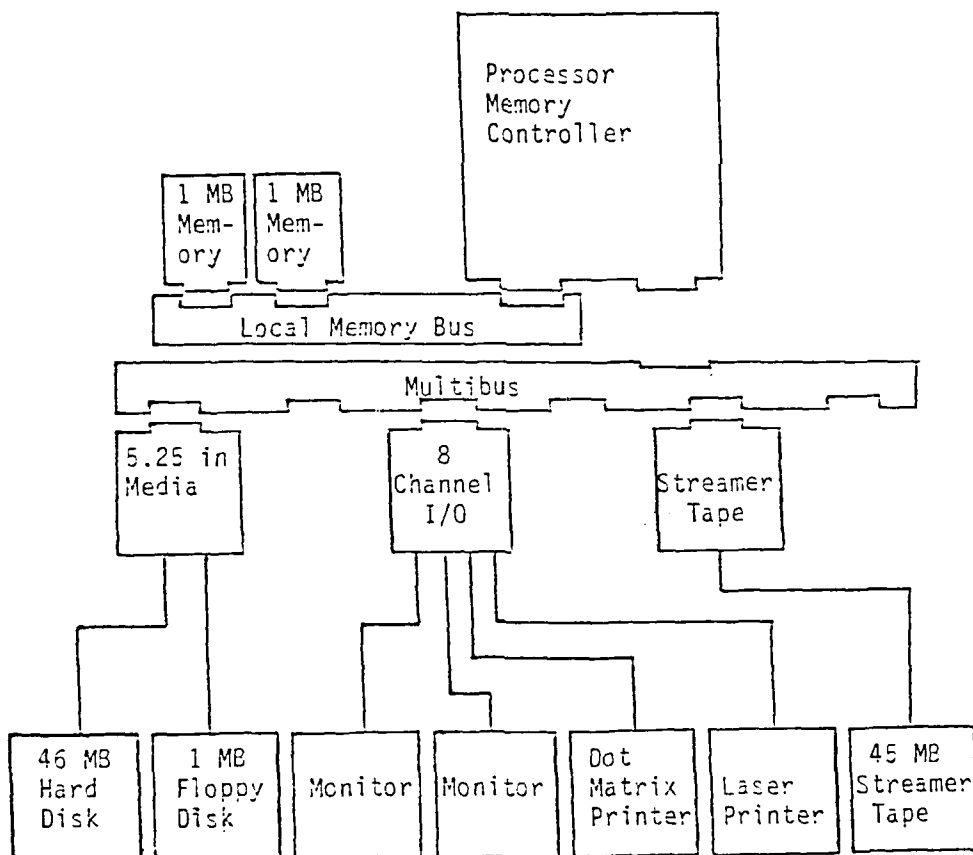 Processor
Memory
Controller
1 MB
Mem-
ory
1 MB
Mem-
ory
Local Memory Bus
Multibus
5.25 in
Media
8
Channel
I/O
Streamer
Tape
46 MB
Hard
Disk
1 MB
Floppy
Disk
Monitor
Monitor
Dot
Matrix
Printer
Laser
Printer
45 MB
Streamer
Tape